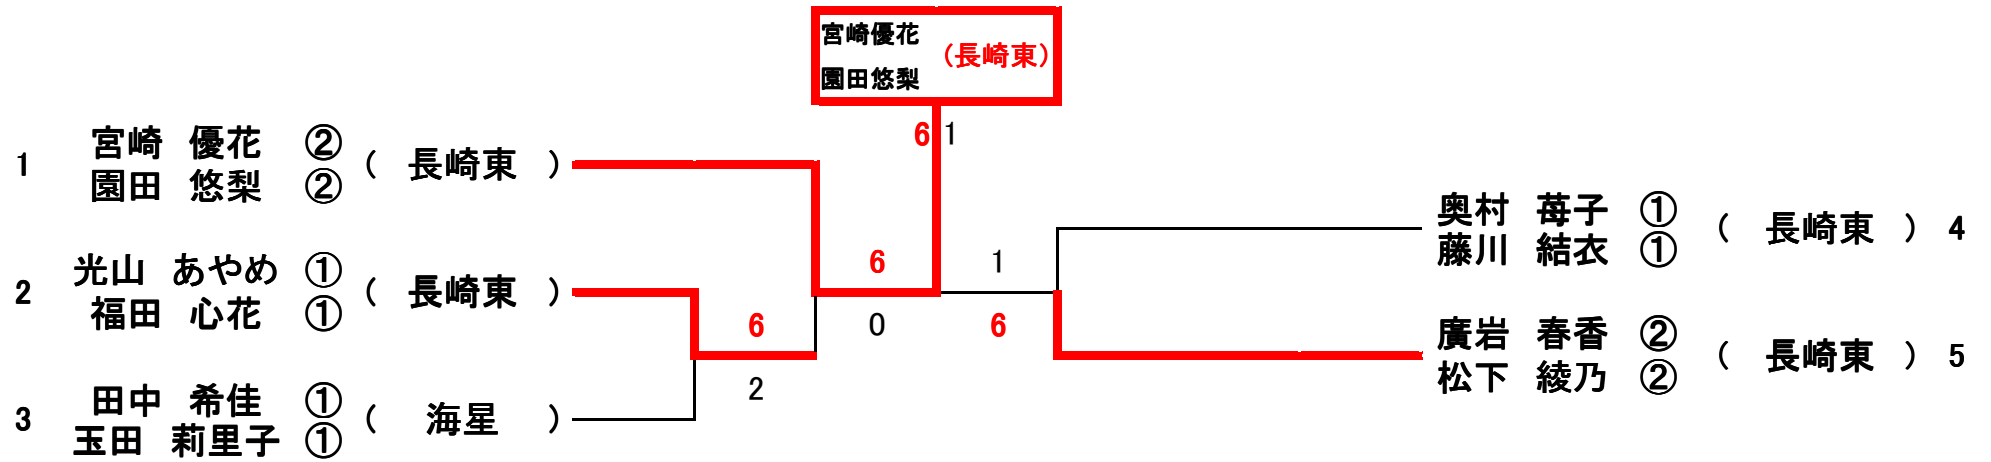 宮崎優花
(長崎東)
園田悠梨
6 1
1 宮崎 優花 ② ( 長崎東 )
園田 悠梨 ②
2 光山 あやめ ① ( 長崎東 )
福田 心花 ①
3 田中 希佳 ① ( 海星 )
玉田 莉里子 ①
6
0
6
2
1
6
奥村 苺子 ① ( 長崎東 ) 4
藤川 結衣 ①
廣岩 春香 ② ( 長崎東 ) 5
松下 綾乃 ②